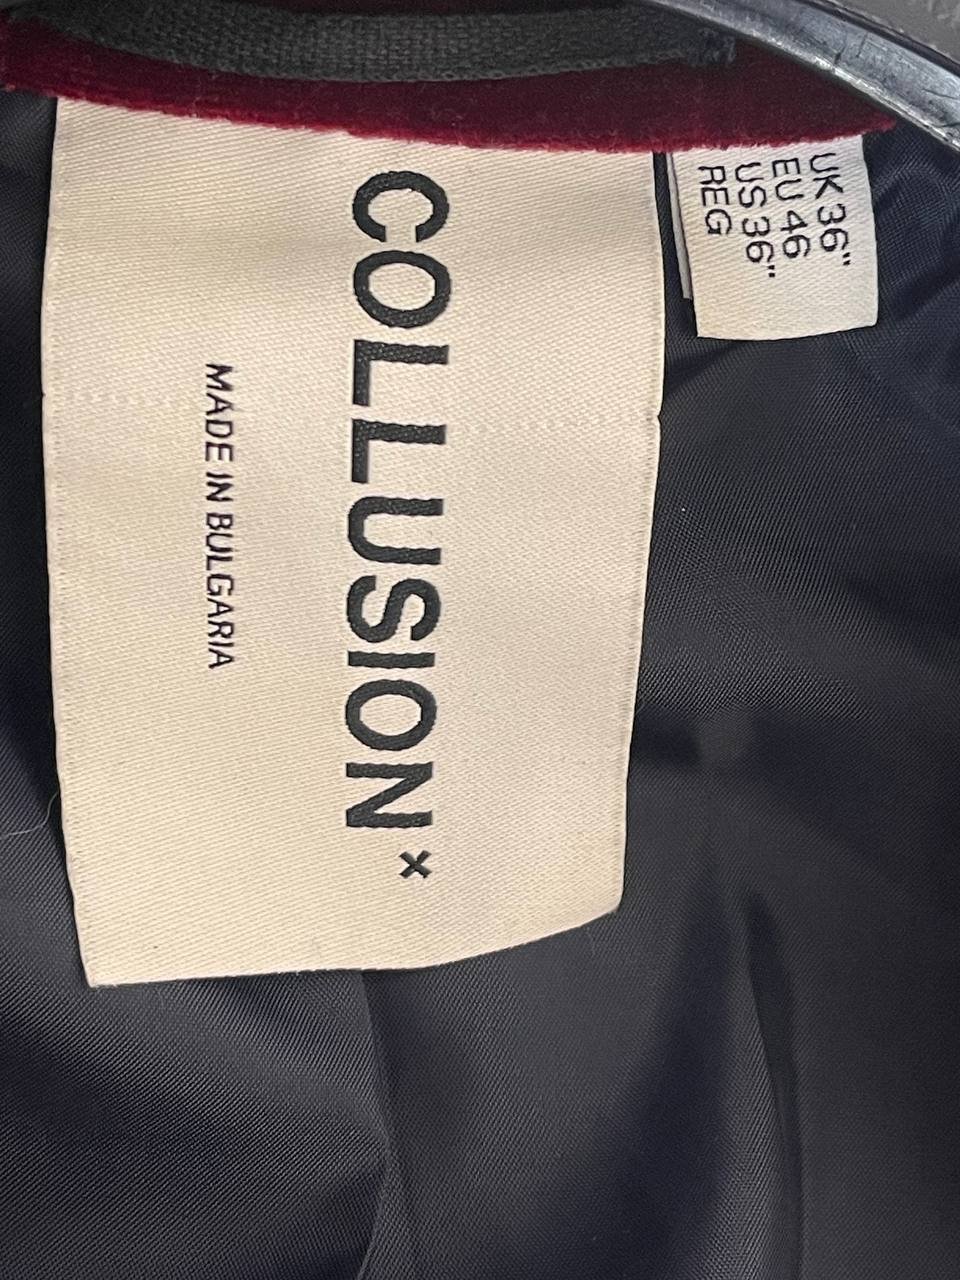 COLLUSION ×
MADE IN BULGARIA
UK 36"
EU 46
US 36"
REG